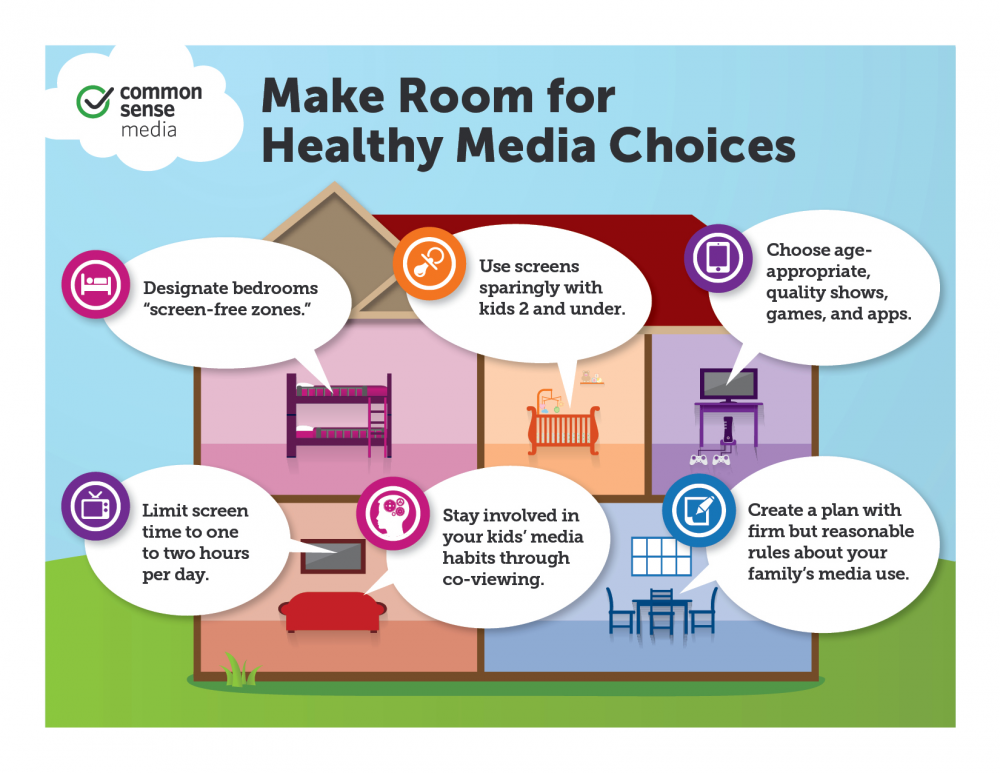 common
sense
media
Make Room for
Healthy Media Choices
Designate bedrooms
“screen-free zones.”
Use screens
sparingly with
kids 2 and under.
Choose age-
appropriate,
quality shows,
games, and apps.
Limit screen
time to one
to two hours
per day.
Stay involved in
your kids’ media
habits through
co-viewing.
Create a plan with
firm but reasonable
rules about your
family’s media use.